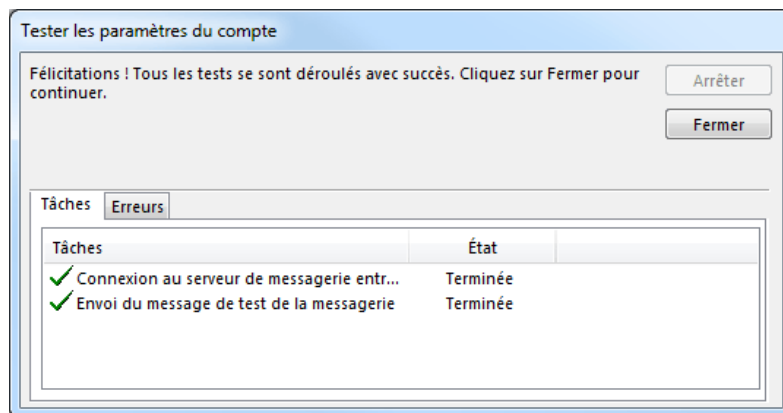 Tester les paramètres du compte
Félicitations ! Tous les tests se sont déroulés avec succès. Cliquez sur Fermer pour
continuer.
Arrêter
Fermer
Tâches
Erreurs
Tâches État
Connexion au serveur de messagerie entr... Terminée
Envoi du message de test de la messagerie Terminée